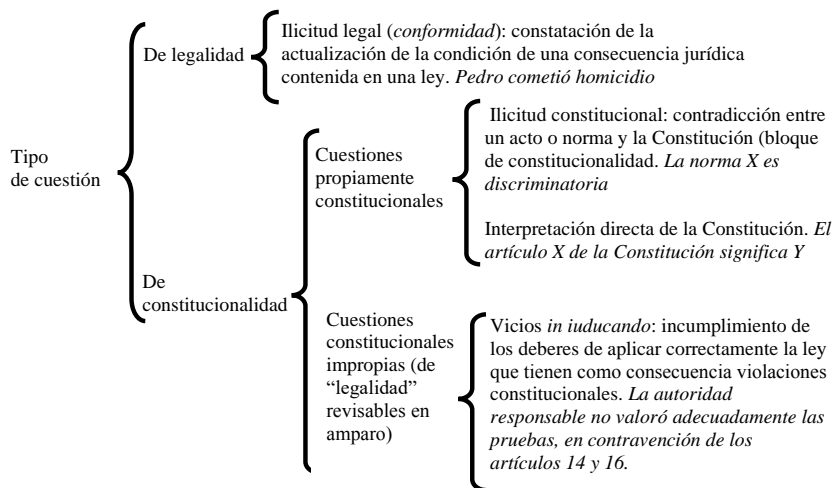 Tipo
de cuestión
De legalidad
Ilicitud legal (conformidad): constatación de la
actualización de la condición de una consecuencia jurídica
contenida en una ley. Pedro cometió homicidio
De
constitucionalidad
Cuestiones
propiamente
constitucionales
Ilicitud constitucional: contradicción entre
un acto o norma y la Constitución (bloque
de constitucionalidad. La norma X es
discriminatoria
Interpretación directa de la Constitución. El
artículo X de la Constitución significa Y
Cuestiones
constitucionales
impropias (de
“legalidad”
revisables en
amparo)
Vicios in iuducando: incumplimiento de
los deberes de aplicar correctamente la ley
que tienen como consecuencia violaciones
constitucionales. La autoridad
responsable no valoró adecuadamente las
pruebas, en contravención de los
artículos 14 y 16.